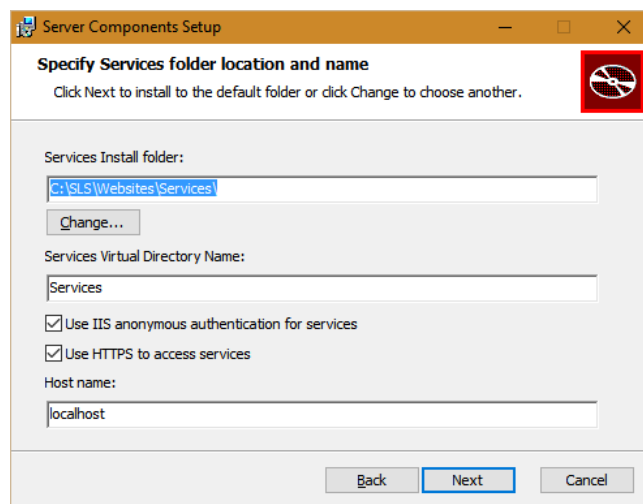 Server Components Setup
Specify Services folder location and name
Click Next to install to the default folder or click Change to choose another.
Services Install folder:
C:\SLS\Websites\Services\
Change...
Services Virtual Directory Name:
Services
Use IIS anonymous authentication for services
Use HTTPS to access services
Host name:
localhost
Back Next Cancel